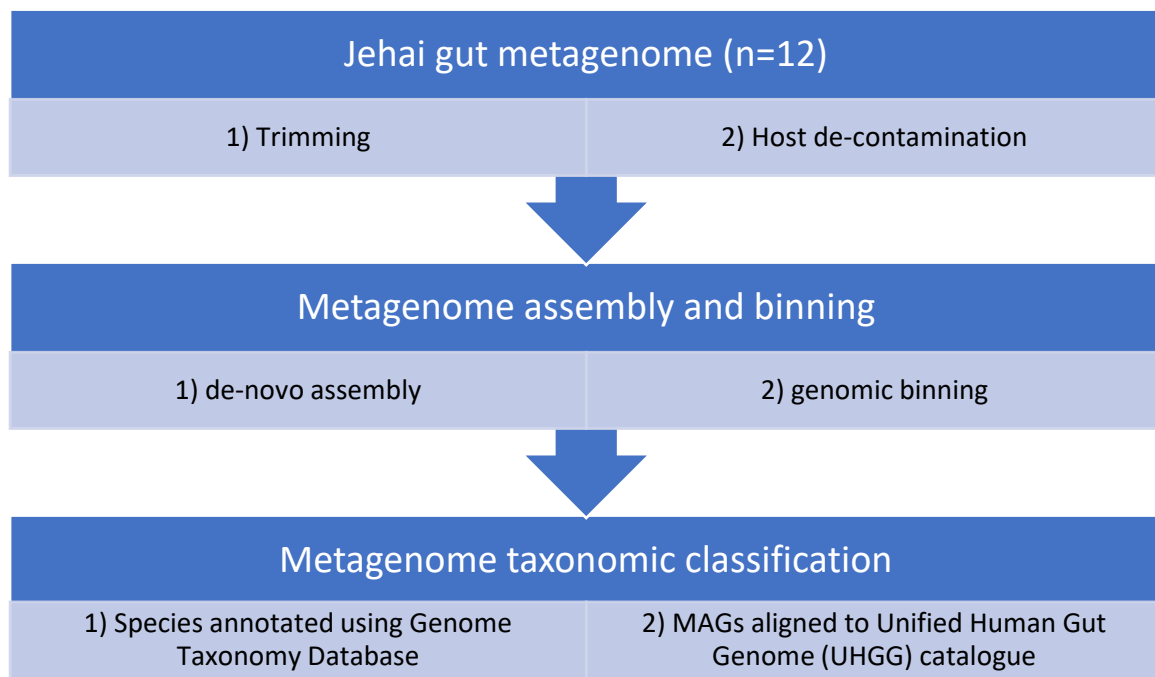 Jehai gut metagenome (n=12)
1) Trimming
2) Host de-contamination
Metagenome assembly and binning
1) de-novo assembly
2) genomic binning
Metagenome taxonomic classification
1) Species annotated using Genome
Taxonomy Database
2) MAGs aligned to Unified Human Gut
Genome (UHGG) catalogue